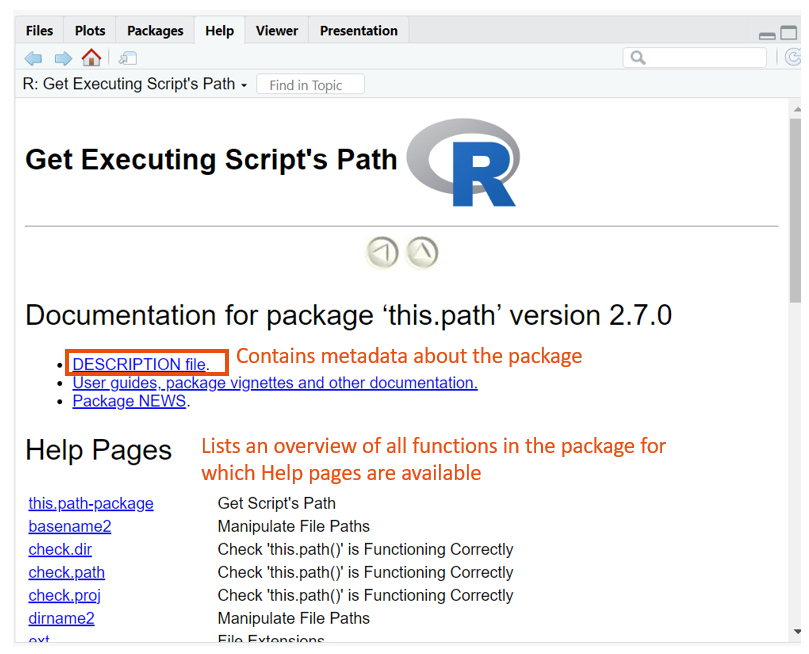 Files Plots Packages Help Viewer Presentation
R: Get Executing Script's Path Find in Topic
Get Executing Script's Path R
Documentation for package ‘this.path’ version 2.7.0
• DESCRIPTION file. Contains metadata about the package
• User guides, package vignettes and other documentation.
• Package NEWS.
Help Pages
Lists an overview of all functions in the package for
which Help pages are available
this.path-package Get Script's Path
basename2 Manipulate File Paths
check.dir Check 'this.path()' is Functioning Correctly
check.path Check 'this.path()' is Functioning Correctly
check.proj Check 'this.path()' is Functioning Correctly
dirname2 Manipulate File Paths
ext File Extensions